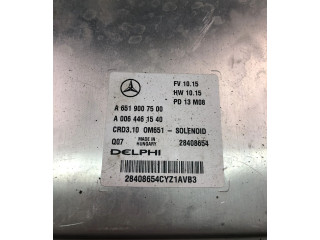 FV 10.15
HW 10.15
PD 13 M08
A 651 900 75 00
A 006 446 15 40
CRD3.10 OM651 - SOLENOID
Q07 MADE IN HUNGARY 28408654
DELPHI
28408654CYZ1AVB3